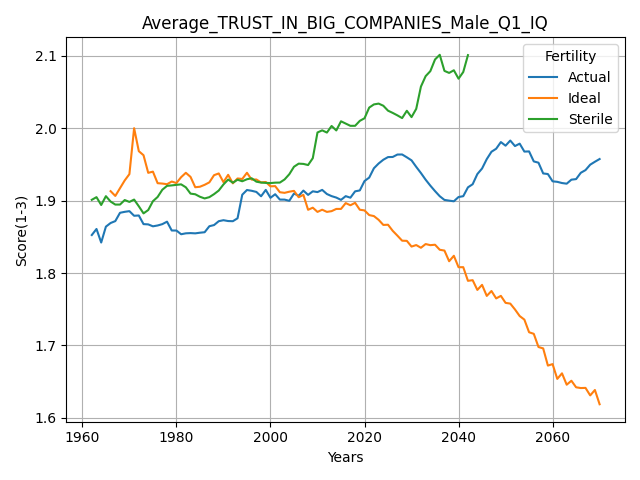 Average_TRUST_IN_BIG_COMPANIES_Male_Q1_IQ
Fertility
Actual
Ideal
Sterile
Score(1-3)
2.1
2.0
1.9
1.8
1.7
1.6
1960 1980 2000 2020 2040 2060
Years